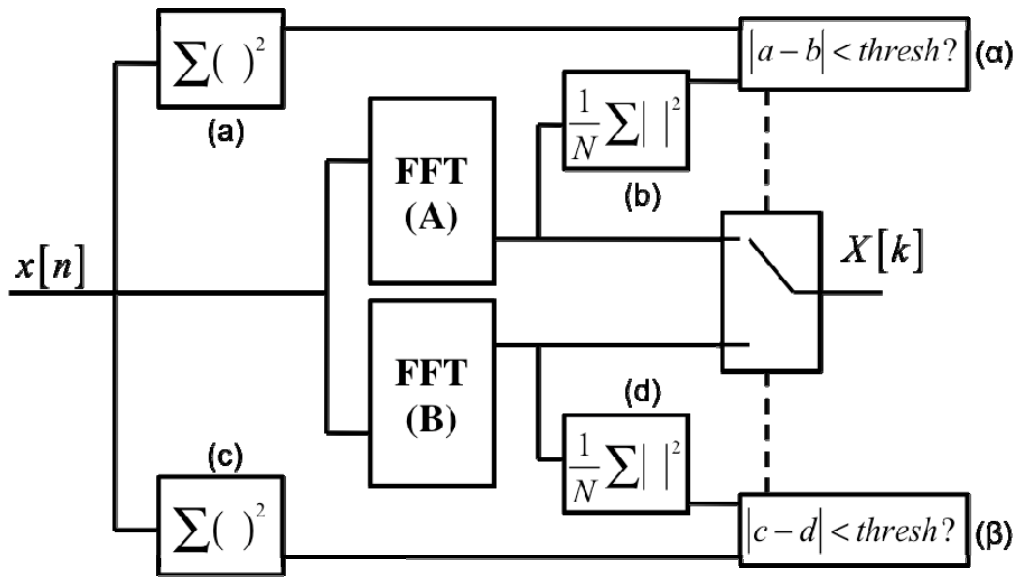 ∑( )²
(a)
|a − b| < thresh?
(α)
1/N ∑| |²
(b)
FFT
(A)
x[n]
X[k]
FFT
(B)
(d)
1/N ∑| |²
(c)
∑( )²
|c − d| < thresh?
(β)